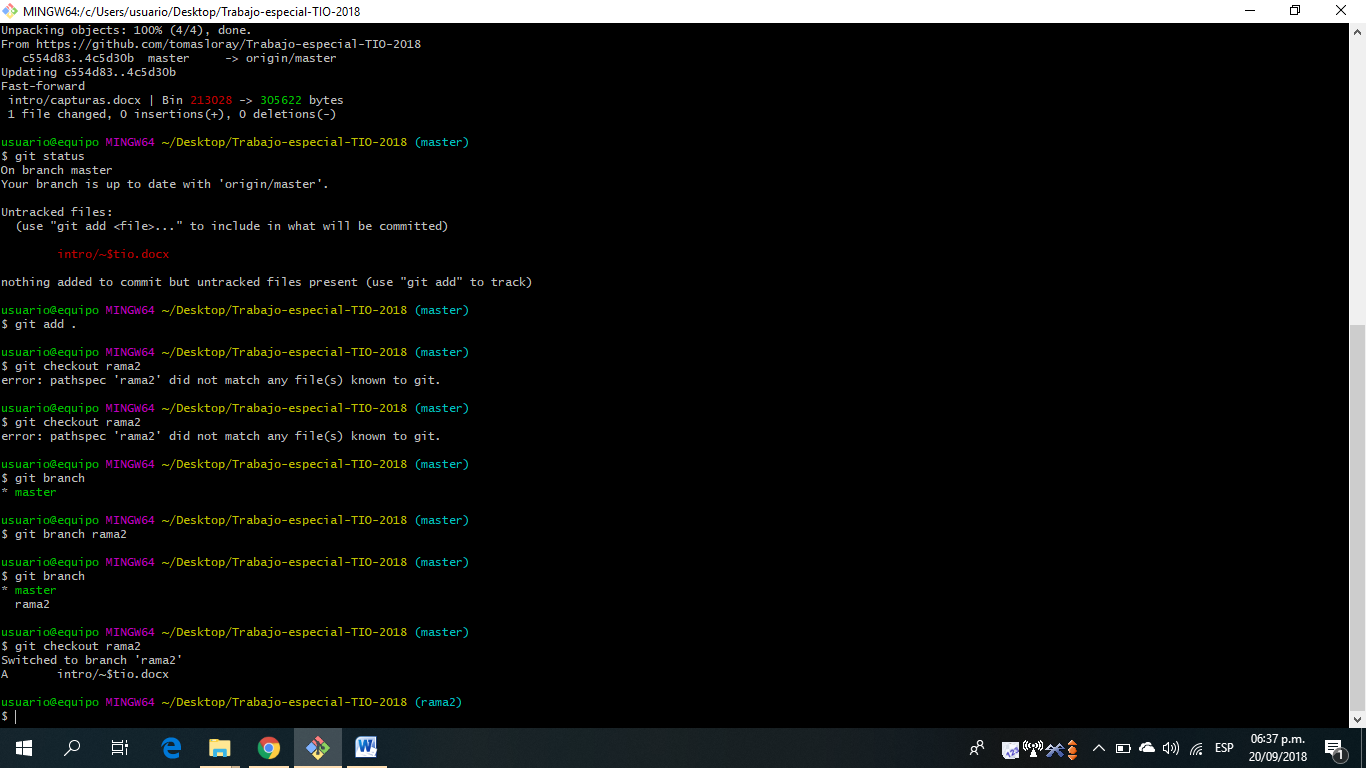 MINGW64:/c/Users/usuario/Desktop/Trabajo-especial-TIO-2018
Unpacking objects: 100% (4/4), done.
From https://github.com/tomasloray/Trabajo-especial-TIO-2018
   c554d83..4c5d30b  master     -> origin/master
Updating c554d83..4c5d30b
Fast-forward
 intro/capturas.docx | Bin 213028 -> 305622 bytes
 1 file changed, 0 insertions(+), 0 deletions(-)
usuario@equipo MINGW64 ~/Desktop/Trabajo-especial-TIO-2018 (master)
$ git status
On branch master
Your branch is up to date with 'origin/master'.
Untracked files:
  (use "git add <file>..." to include in what will be committed)
        intro/~$tio.docx
nothing added to commit but untracked files present (use "git add" to track)
usuario@equipo MINGW64 ~/Desktop/Trabajo-especial-TIO-2018 (master)
$ git add .
usuario@equipo MINGW64 ~/Desktop/Trabajo-especial-TIO-2018 (master)
$ git checkout rama2
error: pathspec 'rama2' did not match any file(s) known to git.
usuario@equipo MINGW64 ~/Desktop/Trabajo-especial-TIO-2018 (master)
$ git checkout rama2
error: pathspec 'rama2' did not match any file(s) known to git.
usuario@equipo MINGW64 ~/Desktop/Trabajo-especial-TIO-2018 (master)
$ git branch
* master
usuario@equipo MINGW64 ~/Desktop/Trabajo-especial-TIO-2018 (master)
$ git branch rama2
usuario@equipo MINGW64 ~/Desktop/Trabajo-especial-TIO-2018 (master)
$ git branch
* master
  rama2
usuario@equipo MINGW64 ~/Desktop/Trabajo-especial-TIO-2018 (master)
$ git checkout rama2
Switched to branch 'rama2'
A       intro/~$tio.docx
usuario@equipo MINGW64 ~/Desktop/Trabajo-especial-TIO-2018 (rama2)
$
ESP
06:37 p.m.
20/09/2018
1